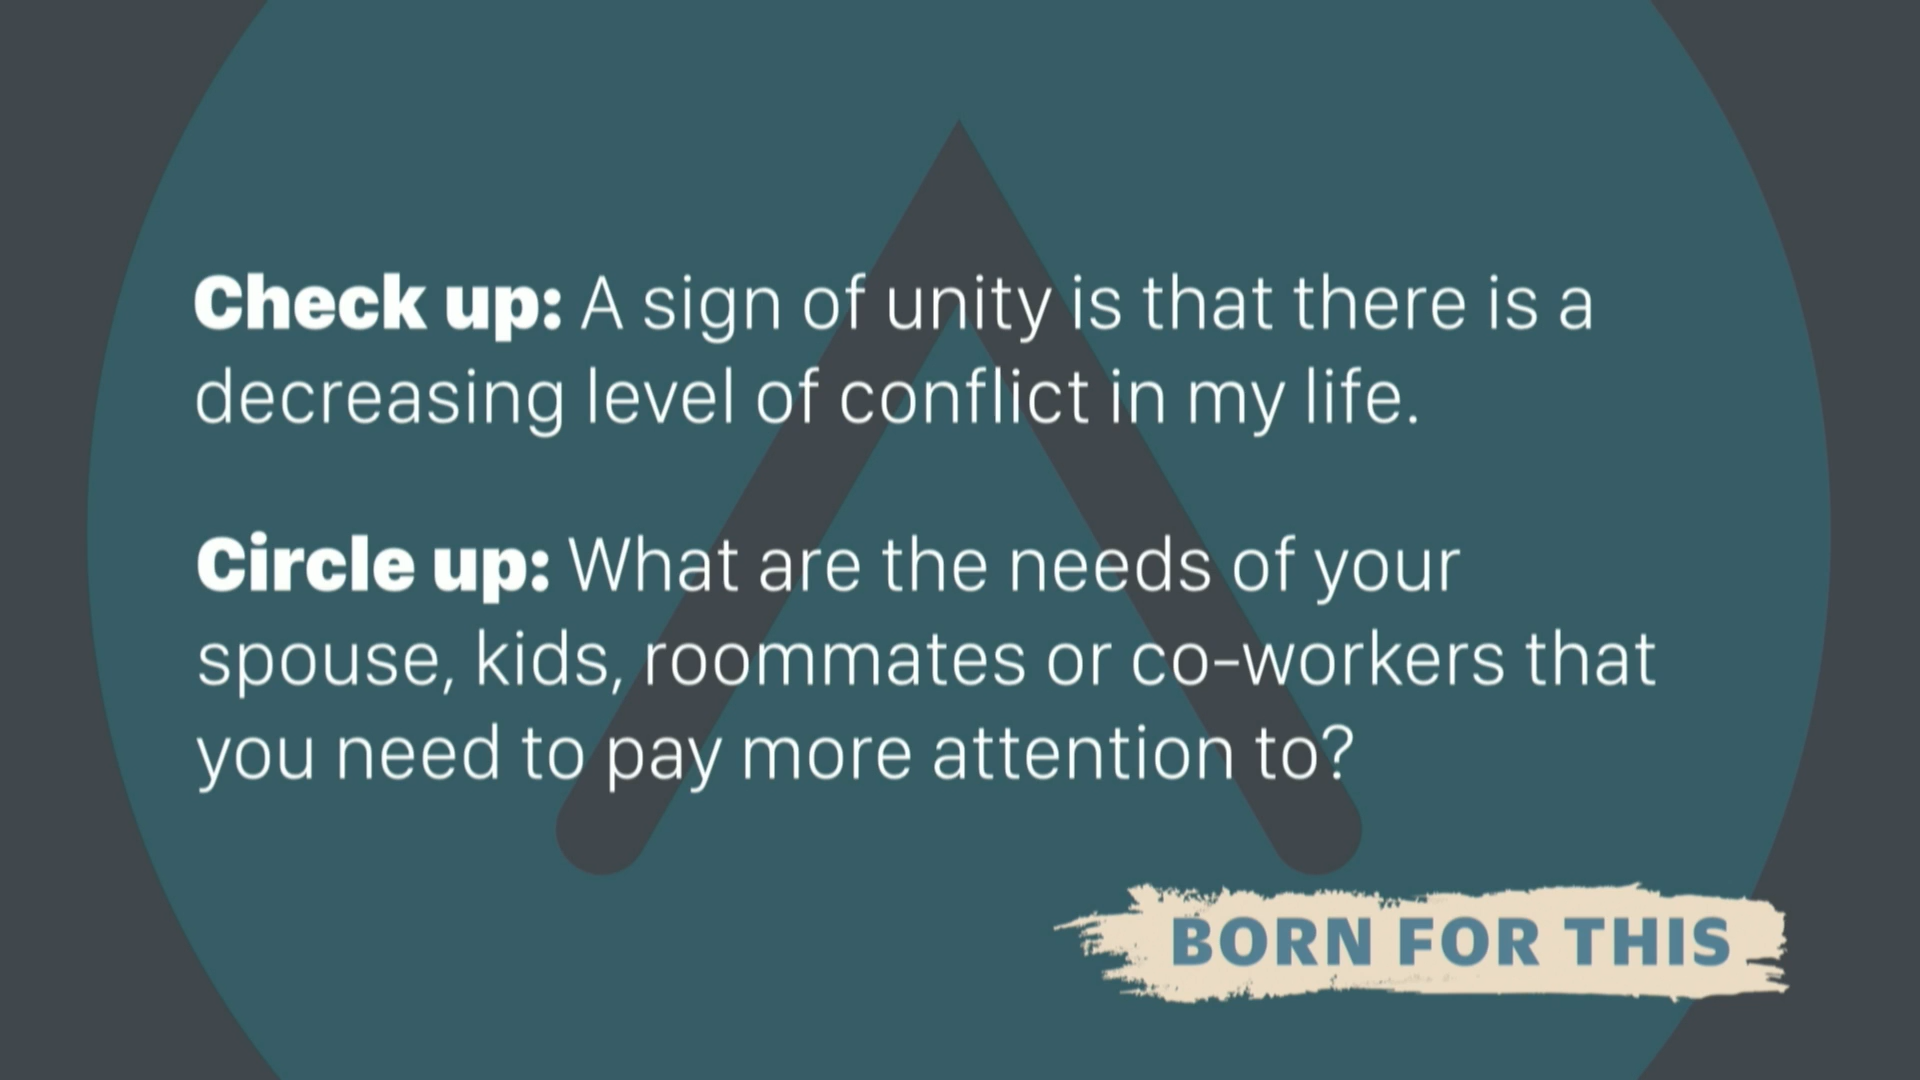 Check up: A sign of unity is that there is a
decreasing level of conflict in my life.
Circle up: What are the needs of your
spouse, kids, roommates or co-workers that
you need to pay more attention to?
BORN FOR THIS